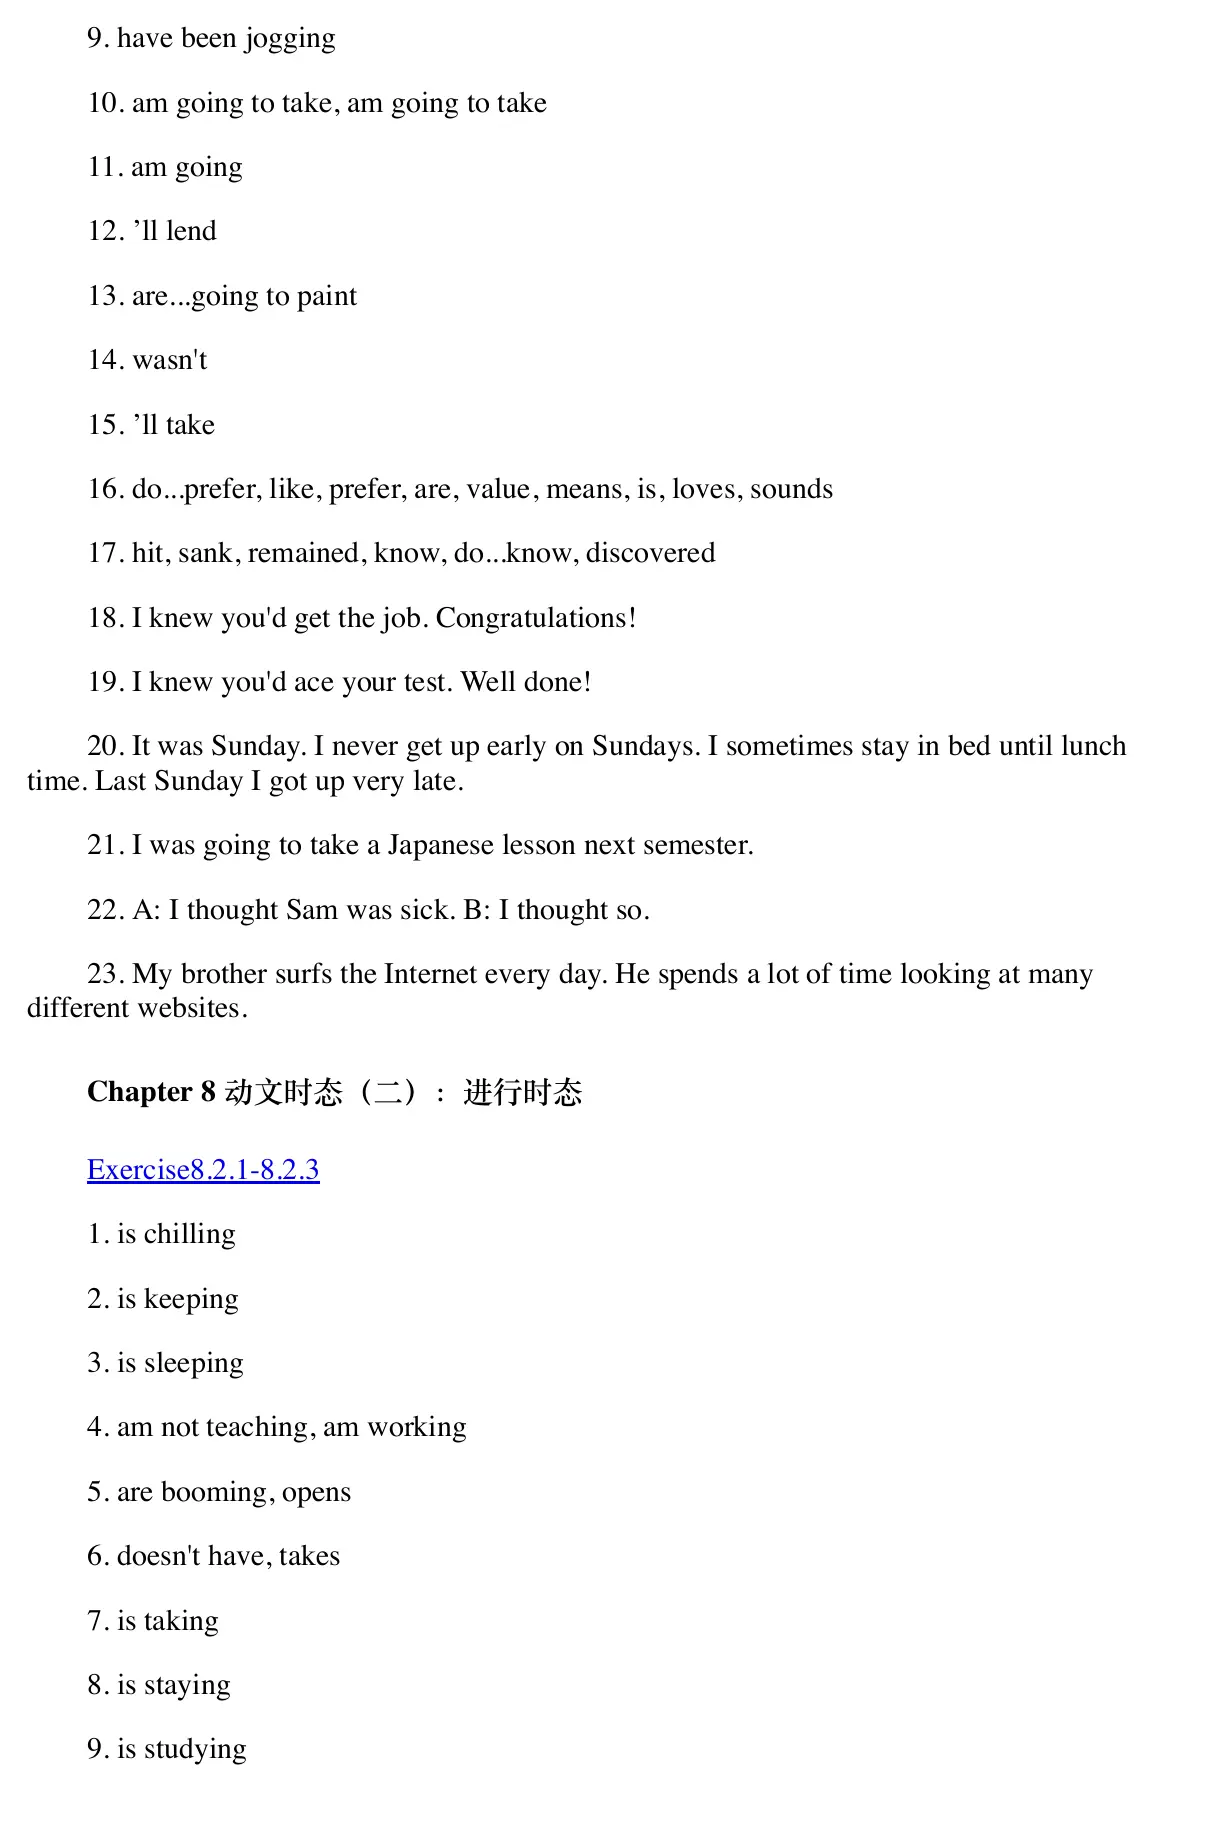 9. have been jogging
10. am going to take, am going to take
11. am going
12. ’ll lend
13. are...going to paint
14. wasn't
15. ’ll take
16. do...prefer, like, prefer, are, value, means, is, loves, sounds
17. hit, sank, remained, know, do...know, discovered
18. I knew you'd get the job. Congratulations!
19. I knew you'd ace your test. Well done!
20. It was Sunday. I never get up early on Sundays. I sometimes stay in bed until lunch
time. Last Sunday I got up very late.
21. I was going to take a Japanese lesson next semester.
22. A: I thought Sam was sick. B: I thought so.
23. My brother surfs the Internet every day. He spends a lot of time looking at many
different websites.
Chapter 8 动文时态（二）：进行时态
Exercise8.2.1-8.2.3
1. is chilling
2. is keeping
3. is sleeping
4. am not teaching, am working
5. are booming, opens
6. doesn't have, takes
7. is taking
8. is staying
9. is studying